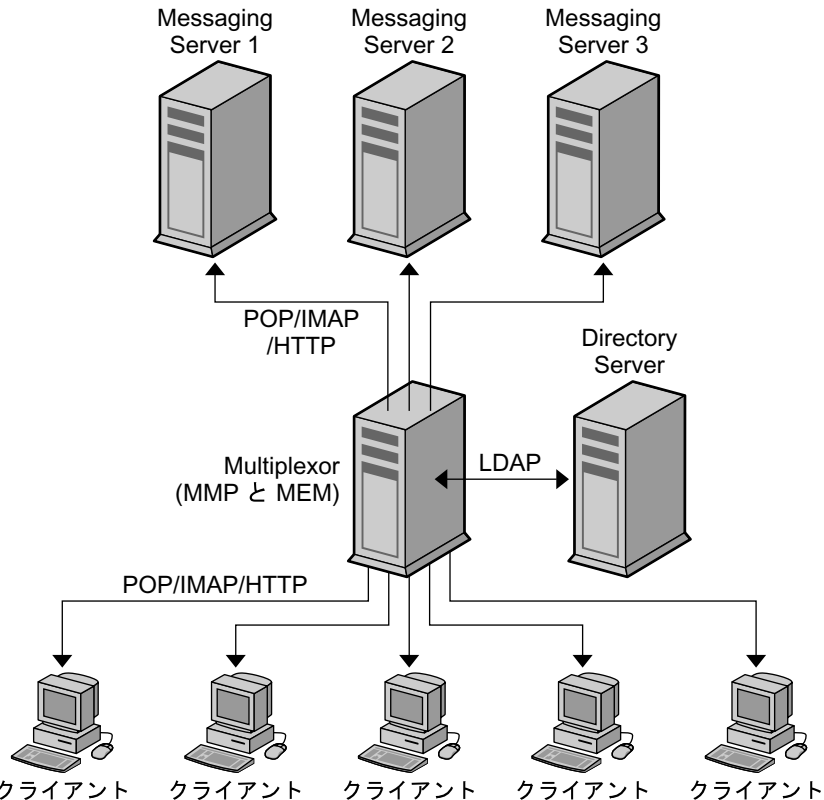 Messaging
Server 1
Messaging
Server 2
Messaging
Server 3
POP/IMAP
/HTTP
Directory
Server
Multiplexor
(MMP と MEM)
LDAP
POP/IMAP/HTTP
クライアント
クライアント
クライアント
クライアント
クライアント